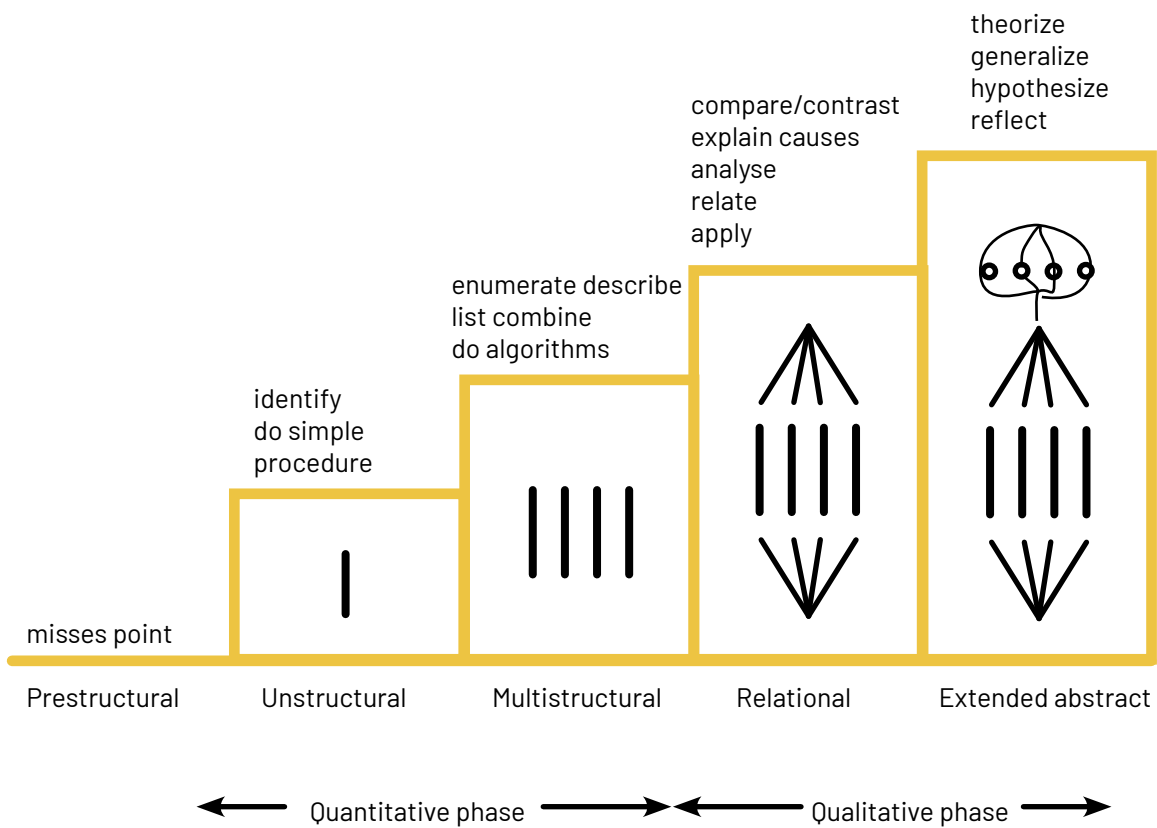 theorize
generalize
hypothesize
reflect
compare/contrast
explain causes
analyse
relate
apply
enumerate describe
list combine
do algorithms
identify
do simple
procedure
misses point
Prestructural
Unstructural
Multistructural
Relational
Extended abstract
Quantitative phase
Qualitative phase